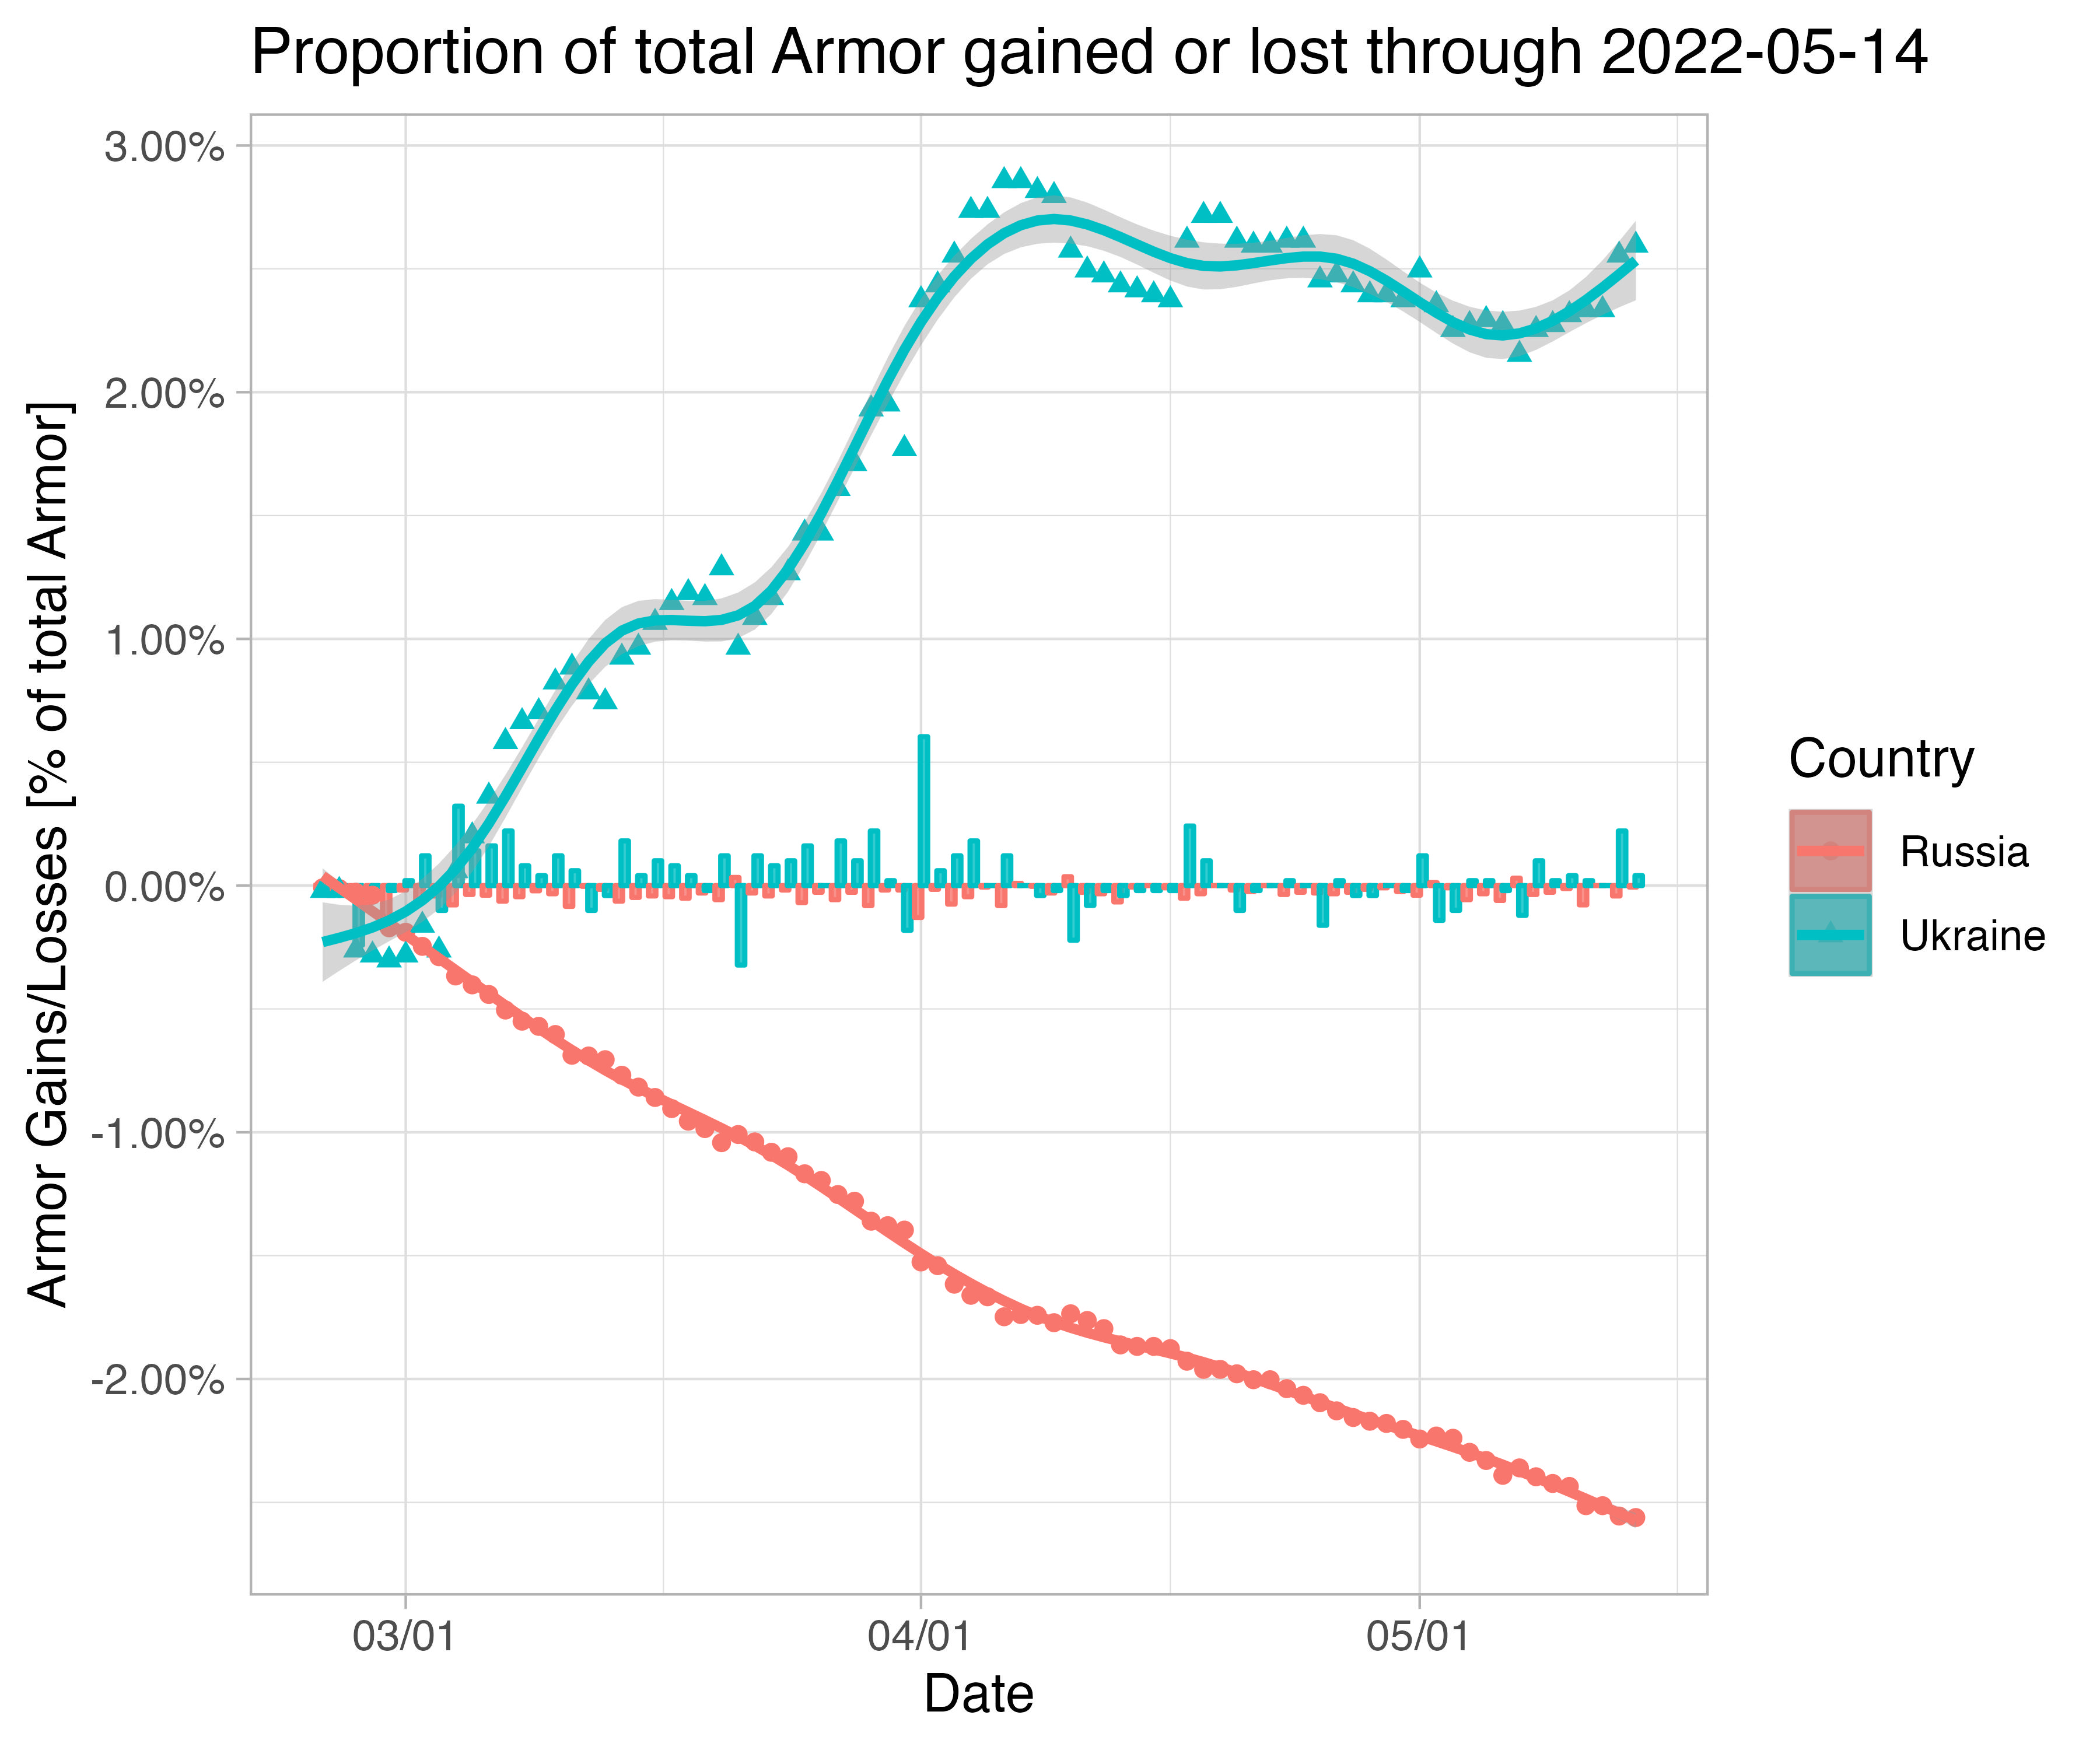 Proportion of total Armor gained or lost through 2022-05-14
Armor Gains/Losses [% of total Armor]
3.00%
2.00%
1.00%
0.00%
-1.00%
-2.00%
03/01
04/01
05/01
Date
Country
Russia
Ukraine